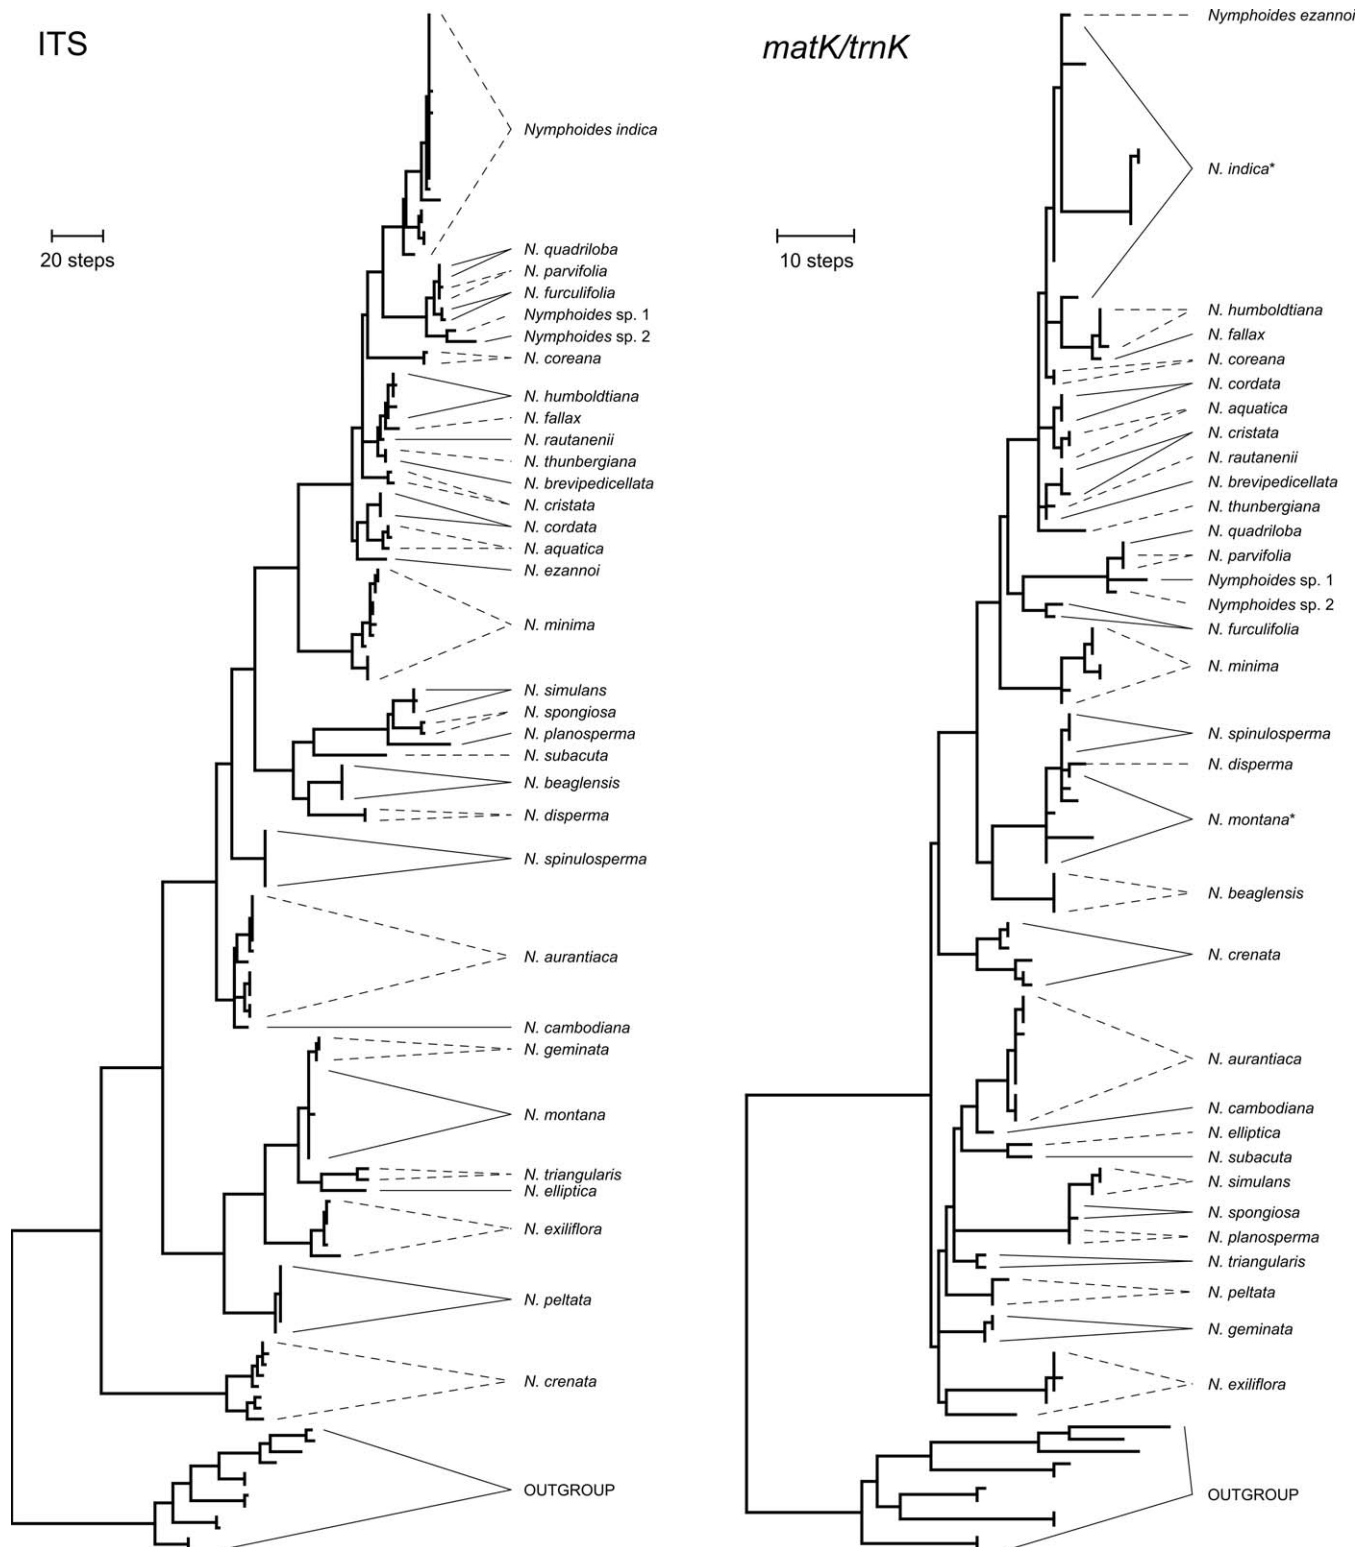 ITS
20 steps
Nymphoides indica
N. quadriloba
N. parvifolia
N. furculifolia
Nymphoides sp. 1
Nymphoides sp. 2
N. coreana
N. humboldtiana
N. fallax
N. rautanenii
N. thunbergiana
N. brevipedicellata
N. cristata
N. cordata
N. aquatica
N. ezannoi
N. minima
N. simulans
N. spongiosa
N. planosperma
N. subacuta
N. beaglensis
N. disperma
N. spinulosperma
N. aurantiaca
N. cambodiana
N. geminata
N. montana
N. triangularis
N. elliptica
N. exiliflora
N. peltata
N. crenata
OUTGROUP
matK/trnK
10 steps
Nymphoides ezannoi
N. indica*
N. humboldtiana
N. fallax
N. coreana
N. cordata
N. aquatica
N. cristata
N. rautanenii
N. brevipedicellata
N. thunbergiana
N. quadriloba
N. parvifolia
Nymphoides sp. 1
Nymphoides sp. 2
N. furculifolia
N. minima
N. spinulosperma
N. disperma
N. montana*
N. beaglensis
N. crenata
N. aurantiaca
N. cambodiana
N. elliptica
N. subacuta
N. simulans
N. spongiosa
N. planosperma
N. triangularis
N. peltata
N. geminata
N. exiliflora
OUTGROUP